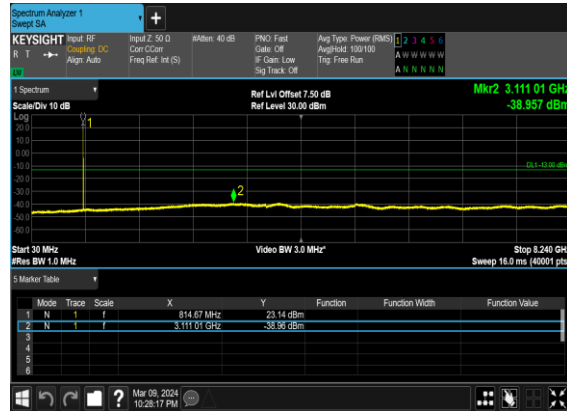 Spectrum Analyzer 1
Swept SA
+
KEYSIGHT Input: RF Input Z: 50 Ω #Atten: 40 dB PNO: Fast Avg Type: Power (RMS) 1 2 3 4 5 6
R T Coupling: DC Corr CCorr Gate: Off Avg|Hold: 100/100 A W W W W W
Align: Auto Freq Ref: Int (S) IF Gain: Low Trig: Free Run
Sig Track: Off A N N N N N
1 Spectrum Ref Lvl Offset 7.50 dB Mkr2 3.111 01 GHz
Scale/Div 10 dB Ref Level 30.00 dBm -38.957 dBm
Log
20.0
10.0
0.00
-10.0
-20.0
-30.0
-40.0
-50.0
-60.0
1
DL1 -13.00 dBm
2
Start 30 MHz Video BW 3.0 MHz* Stop 8.240 GHz
#Res BW 1.0 MHz Sweep 16.0 ms (40001 pts)
5 Marker Table
Mode Trace Scale X Y Function Function Width Function Value
1 N 1 f 814.67 MHz 23.14 dBm
2 N 1 f 3.111 01 GHz -38.96 dBm
3
4
5
6
? Mar 09, 2024
10:28:17 PM